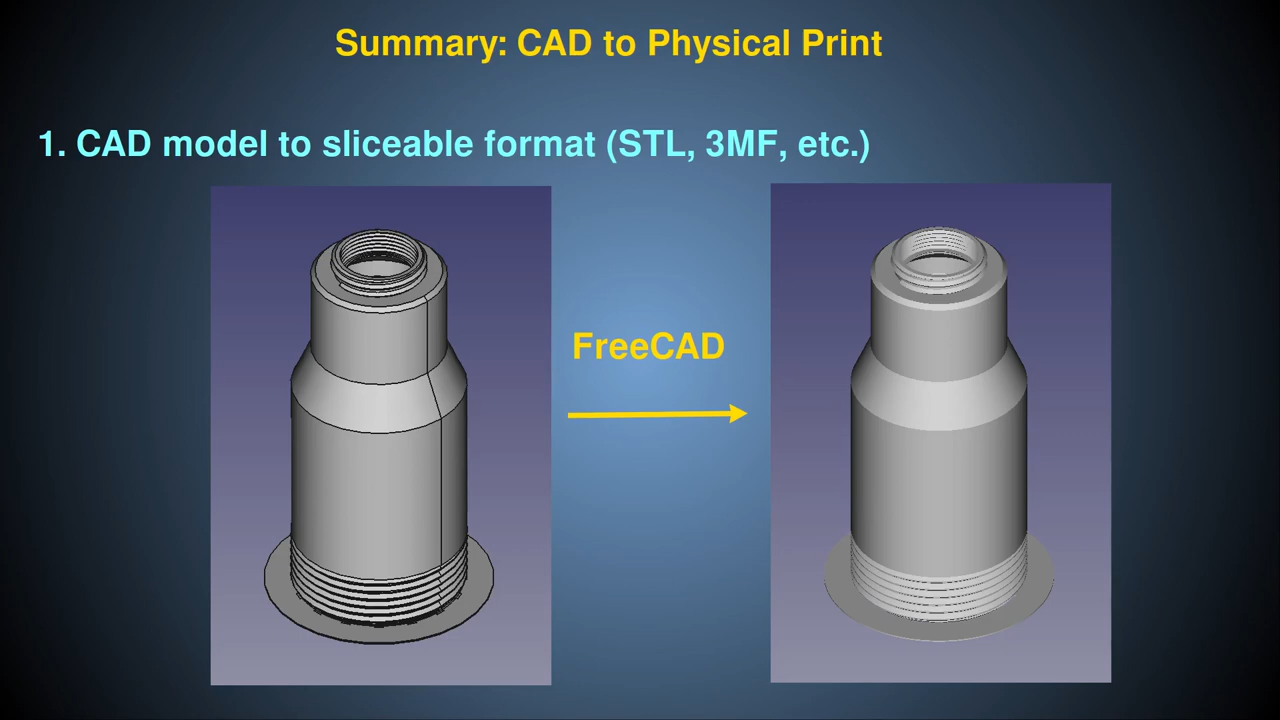 Summary: CAD to Physical Print
1. CAD model to sliceable format (STL, 3MF, etc.)
FreeCAD